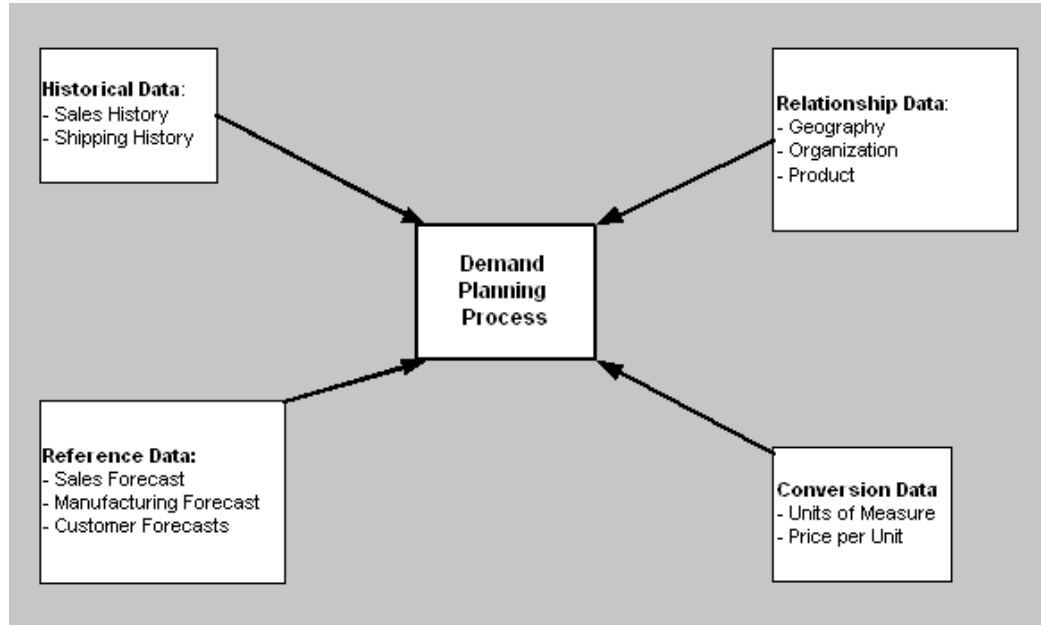 Historical Data:
- Sales History
- Shipping History
Relationship Data:
- Geography
- Organization
- Product
Demand
Planning
Process
Reference Data:
- Sales Forecast
- Manufacturing Forecast
- Customer Forecasts
Conversion Data
- Units of Measure
- Price per Unit